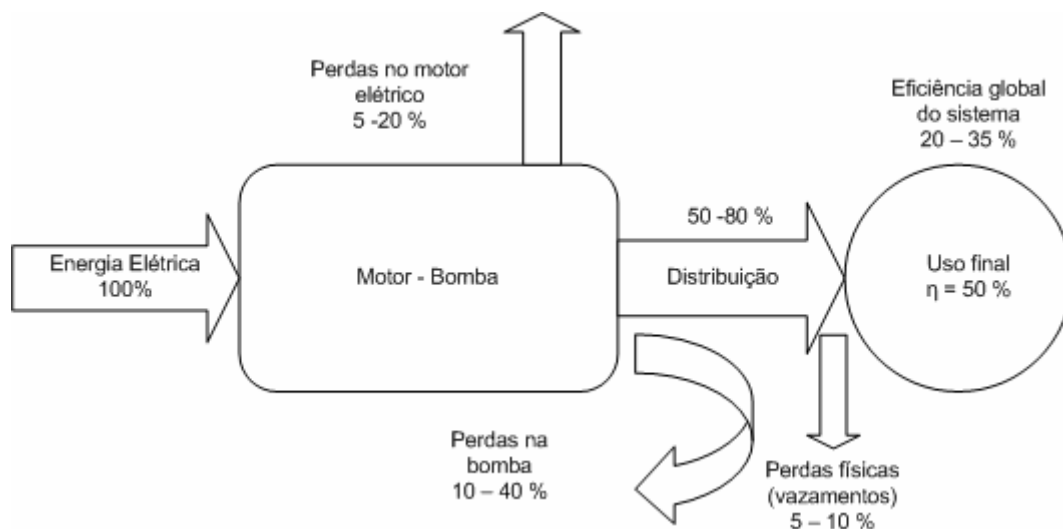 Perdas no motor
elétrico
5 -20 %
Eficiência global
do sistema
20 – 35 %
Energia Elétrica
100%
Motor - Bomba
50 -80 %
Distribuição
Uso final
η = 50 %
Perdas na
bomba
10 – 40 %
Perdas físicas
(vazamentos)
5 – 10 %